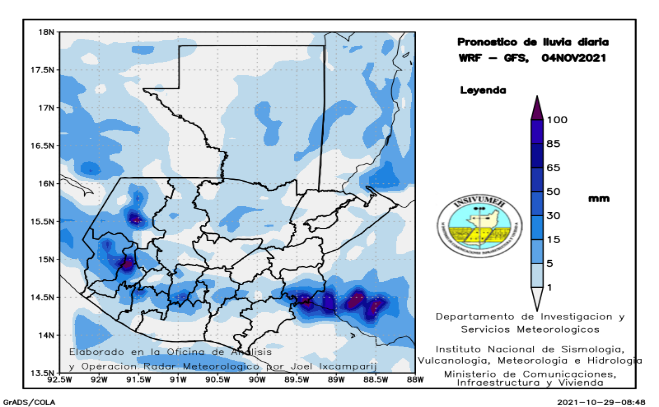 Pronostico de lluvia diaria
WRF - GFS, 04NOV2021
Leyenda
100
85
65
50
30
15
5
1
mm
INSIVUMEH
18N
17.5N
17N
16.5N
16N
15.5N
15N
14.5N
14N
13.5N
92.5W
92W
91.5W
91W
90.5W
90W
89.5W
89W
88.5W
88W
Elaborado en la Oficina de Analisis
y Operacion Radar Meteorologico por Joel Ixcamparij
Departamento de Investigacion y
Servicios Meteorologicos
Instituto Nacional de Sismologia,
Vulcanologia, Meteorologia e Hidrologia
Ministerio de Comunicaciones,
Infraestructura y Vivienda
GrADS/COLA
2021-10-29-08:48